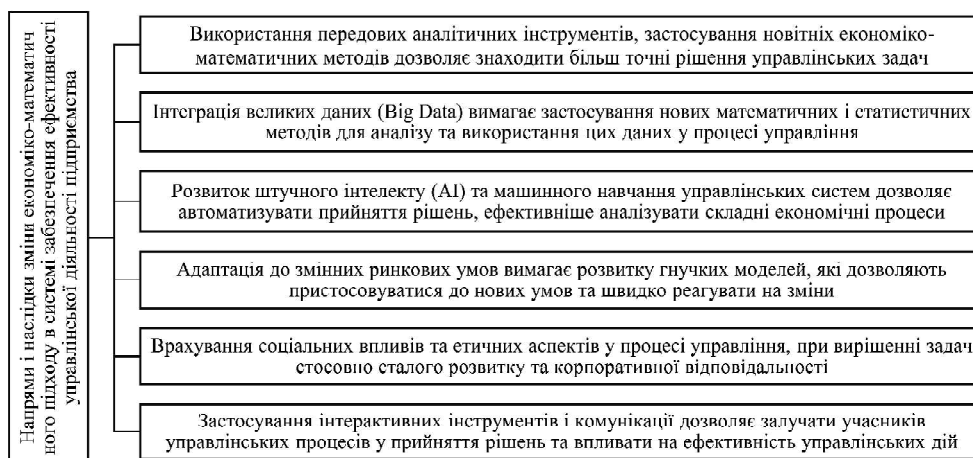 Напрями і наслідки зміни економіко-математич
ного підходу в системі забезпечення ефективності
управлінської діяльності підприємства
Використання передових аналітичних інструментів, застосування новітніх економіко-
математичних методів дозволяє знаходити більш точні рішення управлінських задач
Інтеграція великих даних (Big Data) вимагає застосування нових математичних і статистичних
методів для аналізу та використання цих даних у процесі управління
Розвиток штучного інтелекту (AI) та машинного навчання управлінських систем дозволяє
автоматизувати прийняття рішень, ефективніше аналізувати складні економічні процеси
Адаптація до змінних ринкових умов вимагає розвитку гнучких моделей, які дозволяють
пристосовуватися до нових умов та швидко реагувати на зміни
Врахування соціальних впливів та етичних аспектів у процесі управління, при вирішенні задач
стосовно сталого розвитку та корпоративної відповідальності
Застосування інтерактивних інструментів і комунікації дозволяє залучати учасників
управлінських процесів у прийняття рішень та впливати на ефективність управлінських дій